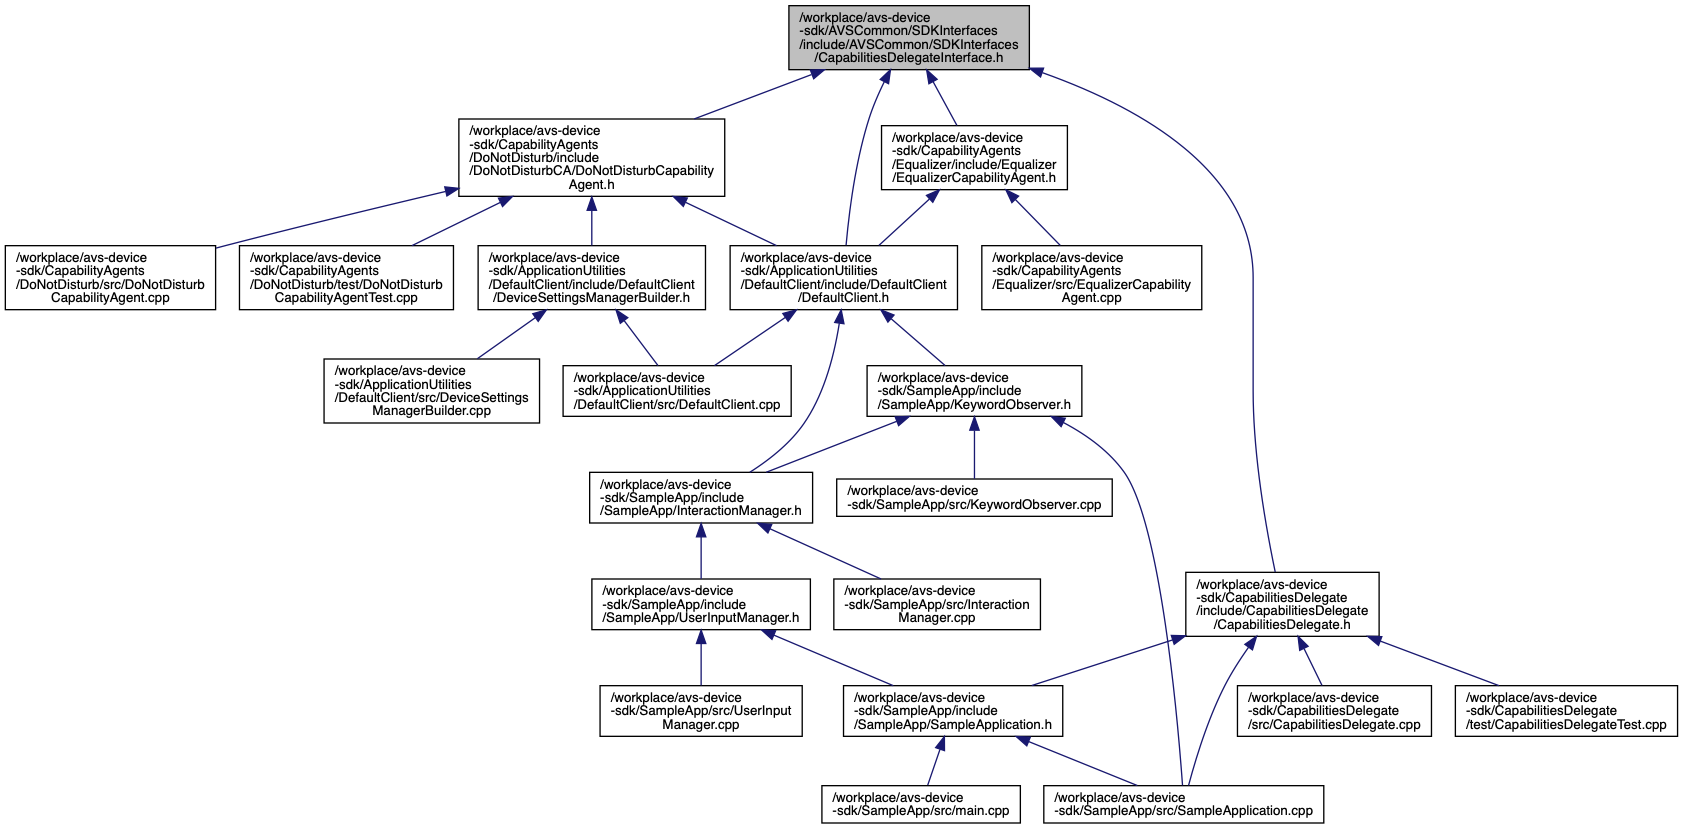 /workplace/avs-device
-sdk/AVSCommon/SDKInterfaces
/include/AVSCommon/SDKInterfaces
/CapabilitiesDelegateInterface.h
/workplace/avs-device
-sdk/CapabilityAgents
/DoNotDisturb/include
/DoNotDisturbCA/DoNotDisturbCapability
Agent.h
/workplace/avs-device
-sdk/CapabilityAgents
/Equalizer/include/Equalizer
/EqualizerCapabilityAgent.h
/workplace/avs-device
-sdk/CapabilityAgents
/DoNotDisturb/src/DoNotDisturb
CapabilityAgent.cpp
/workplace/avs-device
-sdk/CapabilityAgents
/DoNotDisturb/test/DoNotDisturb
CapabilityAgentTest.cpp
/workplace/avs-device
-sdk/ApplicationUtilities
/DefaultClient/include/DefaultClient
/DeviceSettingsManagerBuilder.h
/workplace/avs-device
-sdk/ApplicationUtilities
/DefaultClient/include/DefaultClient
/DefaultClient.h
/workplace/avs-device
-sdk/CapabilityAgents
/Equalizer/src/EqualizerCapability
Agent.cpp
/workplace/avs-device
-sdk/ApplicationUtilities
/DefaultClient/src/DeviceSettings
ManagerBuilder.cpp
/workplace/avs-device
-sdk/ApplicationUtilities
/DefaultClient/src/DefaultClient.cpp
/workplace/avs-device
-sdk/SampleApp/include
/SampleApp/KeywordObserver.h
/workplace/avs-device
-sdk/SampleApp/include
/SampleApp/InteractionManager.h
/workplace/avs-device
-sdk/SampleApp/src/KeywordObserver.cpp
/workplace/avs-device
-sdk/SampleApp/include
/SampleApp/UserInputManager.h
/workplace/avs-device
-sdk/SampleApp/src/Interaction
Manager.cpp
/workplace/avs-device
-sdk/CapabilitiesDelegate
/include/CapabilitiesDelegate
/CapabilitiesDelegate.h
/workplace/avs-device
-sdk/SampleApp/src/UserInput
Manager.cpp
/workplace/avs-device
-sdk/SampleApp/include
/SampleApp/SampleApplication.h
/workplace/avs-device
-sdk/CapabilitiesDelegate
/src/CapabilitiesDelegate.cpp
/workplace/avs-device
-sdk/CapabilitiesDelegate
/test/CapabilitiesDelegateTest.cpp
/workplace/avs-device
-sdk/SampleApp/src/main.cpp
/workplace/avs-device
-sdk/SampleApp/src/SampleApplication.cpp